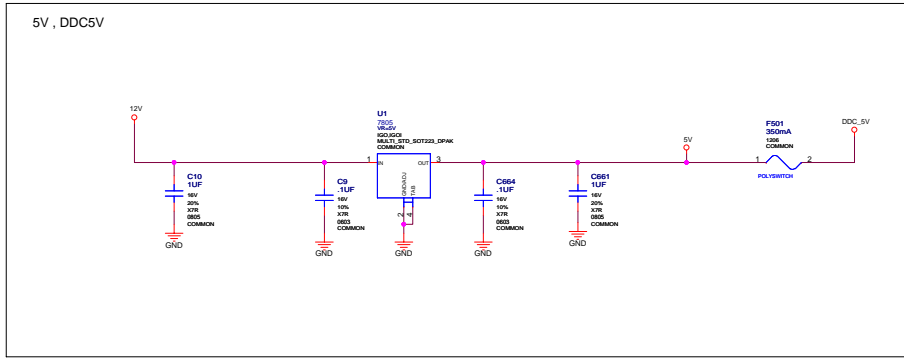 5V , DDC5V
12V
U1
7805
VR=5V
IGO,IGOI
MULTI_STD_SOT223_DPAK
COMMON
F501
350mA
1206
COMMON
DDC_5V
5V
1
IN
OUT
3
1
2
POLYSWITCH
GND/ADJ
TAB
2
4
C10
1UF
16V
20%
X7R
0805
COMMON
C9
.1UF
16V
10%
X7R
0603
COMMON
C664
.1UF
16V
10%
X7R
0603
COMMON
C661
1UF
16V
20%
X7R
0805
COMMON
GND
GND
GND
GND
GND